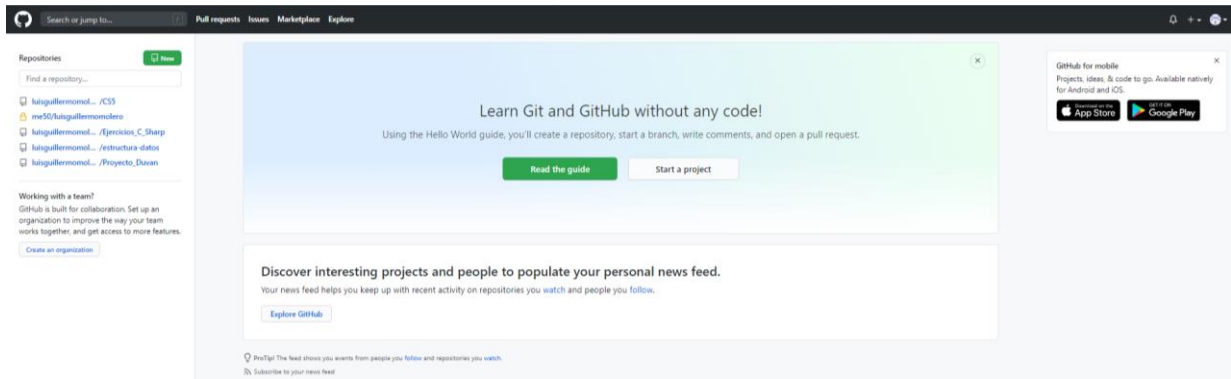 Search or jump to... /
Pull requests Issues Marketplace Explore
Repositories
New
Find a repository...
luisguillermomol... /CS5
me50/luisguillermomolero
luisguillermomol... /Ejercicios_C_Sharp
luisguillermomol... /estructura-datos
luisguillermomol... /Proyecto_Duvan
Working with a team?
GitHub is built for collaboration. Set up an
organization to improve the way your team
works together, and get access to more features.
Create an organization
Learn Git and GitHub without any code!
Using the Hello World guide, you'll create a repository, start a branch, write comments, and open a pull request.
Read the guide
Start a project
Discover interesting projects and people to populate your personal news feed.
Your news feed helps you keep up with recent activity on repositories you watch and people you follow.
Explore GitHub
ProTip! The feed shows you events from people you follow and repositories you watch.
Subscribe to your news feed
GitHub for mobile
Projects, ideas, & code to go. Available natively
for Android and iOS.
Download on the
App Store
GET IT ON
Google Play